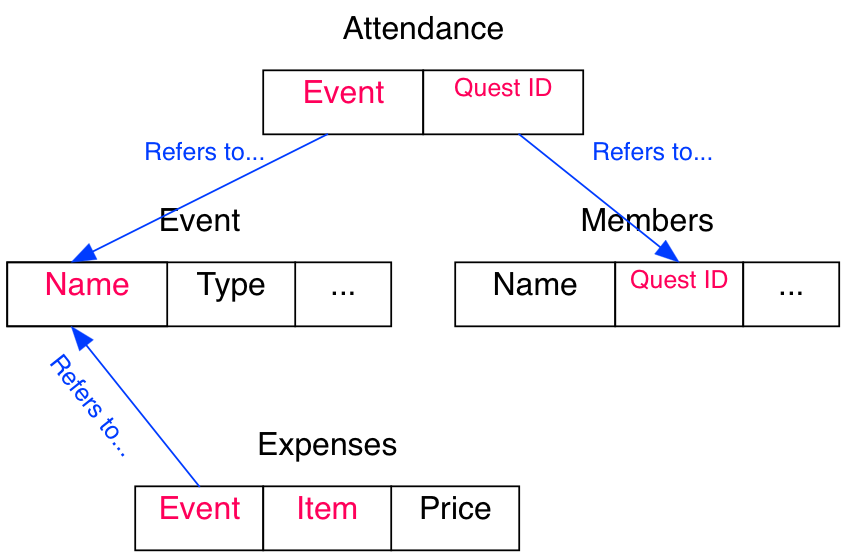 Attendance
Event Quest ID
Refers to... Refers to...
Event Members
Name Type ... Name Quest ID ...
Refers to...
Expenses
Event Item Price